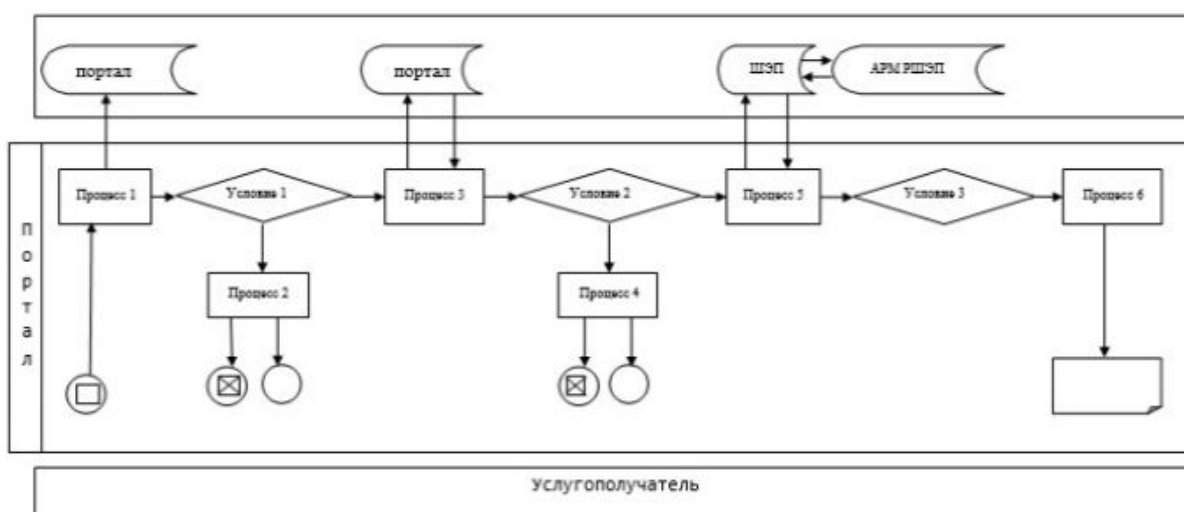 портал
портал
ШЭП
АРМ РШЭП
Портал
Процесс 1
Условие 1
Процесс 3
Условие 2
Процесс 5
Условие 3
Процесс 6
Процесс 2
Процесс 4
Услугополучатель